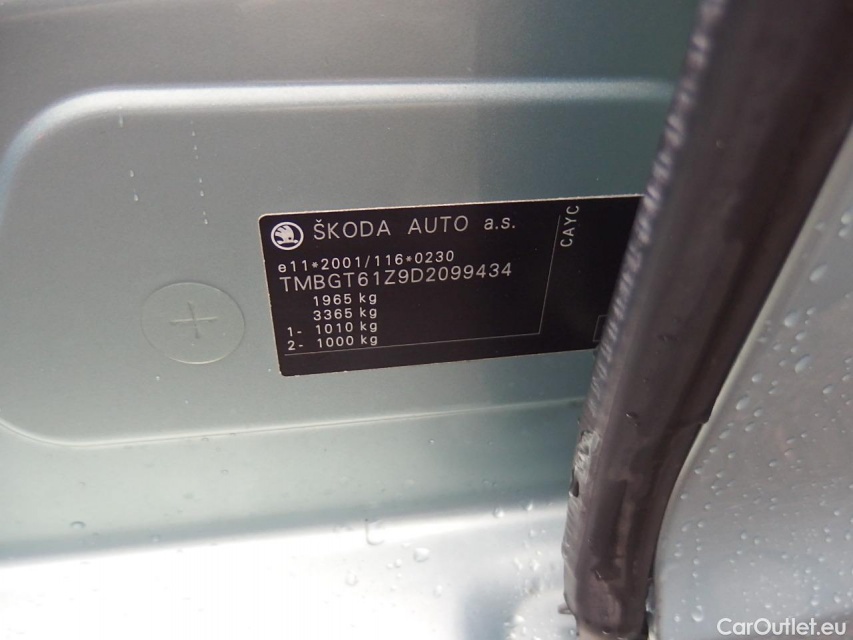 ŠKODA AUTO a.s.
CAYC
e11*2001/116*0230
TMBGT61Z9D2099434
1965 kg
3365 kg
1- 1010 kg
2- 1000 kg
CarOutlet.eu